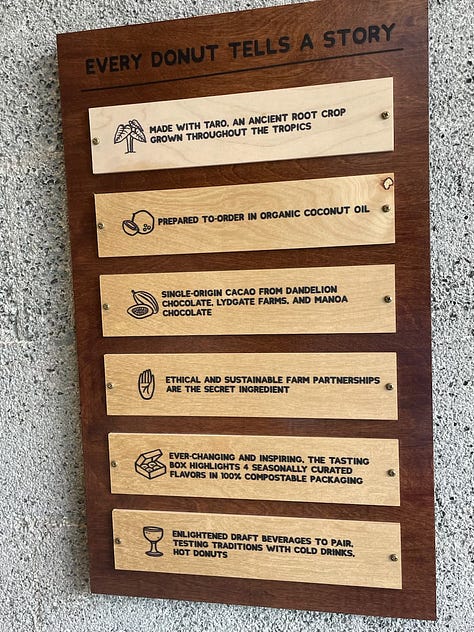 EVERY DONUT TELLS A STORY
MADE WITH TARO, AN ANCIENT ROOT CROP
GROWN THROUGHOUT THE TROPICS
PREPARED TO-ORDER IN ORGANIC COCONUT OIL
SINGLE-ORIGIN CACAO FROM DANDELION
CHOCOLATE, LYDGATE FARMS, AND MANOA
CHOCOLATE
ETHICAL AND SUSTAINABLE FARM PARTNERSHIPS
ARE THE SECRET INGREDIENT
EVER-CHANGING AND INSPIRING, THE TASTING
BOX HIGHLIGHTS 4 SEASONALLY CURATED
FLAVORS IN 100% COMPOSTABLE PACKAGING
ENLIGHTENED DRAFT BEVERAGES TO PAIR.
TESTING TRADITIONS WITH COLD DRINKS,
HOT DONUTS